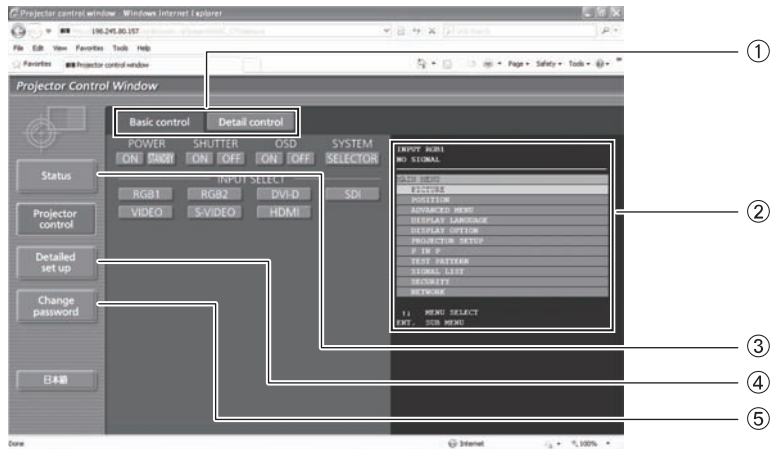 Projector control window - Windows Internet Explorer
198.245.80.157
File Edit View Favorites Tools Help
Favorites Projector control window
Page Safety Tools
Projector Control Window
Basic control Detail control
POWER SHUTTER OSD SYSTEM
ON STANDBY ON OFF ON OFF SELECTOR
INPUT SELECT
RGB1 RGB2 DVI-D SDI
VIDEO S-VIDEO HDMI
Status
Projector control
Detailed set up
Change password
日本語
INPUT RGB1
NO SIGNAL
MAIN MENU
PICTURE
POSITION
ADVANCED MENU
DISPLAY LANGUAGE
DISPLAY OPTION
PROJECTOR SETUP
P IN P
TEST PATTERN
SIGNAL LIST
SECURITY
NETWORK
MENU SELECT
ENT. SUB MENU
Done Internet 100%
①
②
③
④
⑤